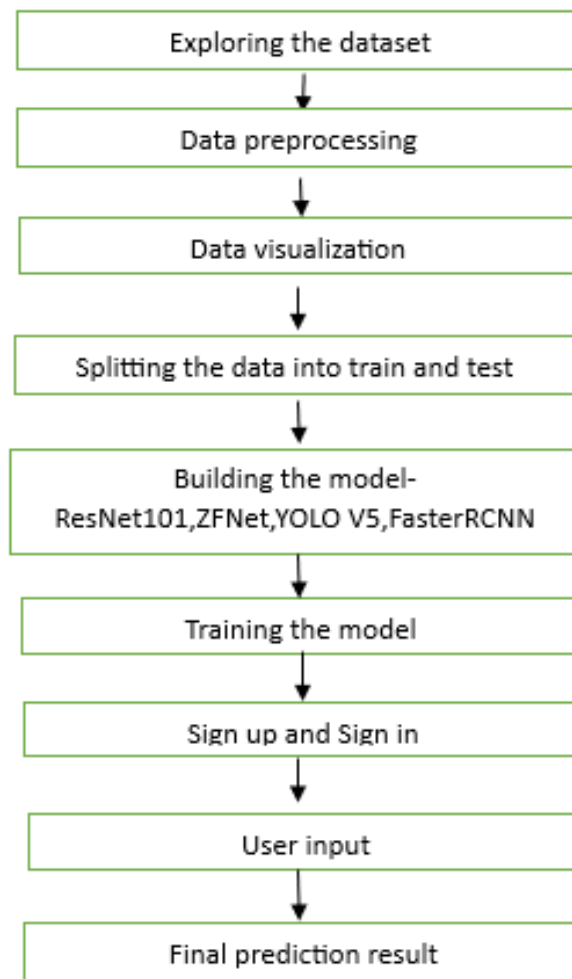 Exploring the dataset
Data preprocessing
Data visualization
Splitting the data into train and test
Building the model-
ResNet101,ZFNet,YOLO V5,FasterRCNN
Training the model
Sign up and Sign in
User input
Final prediction result